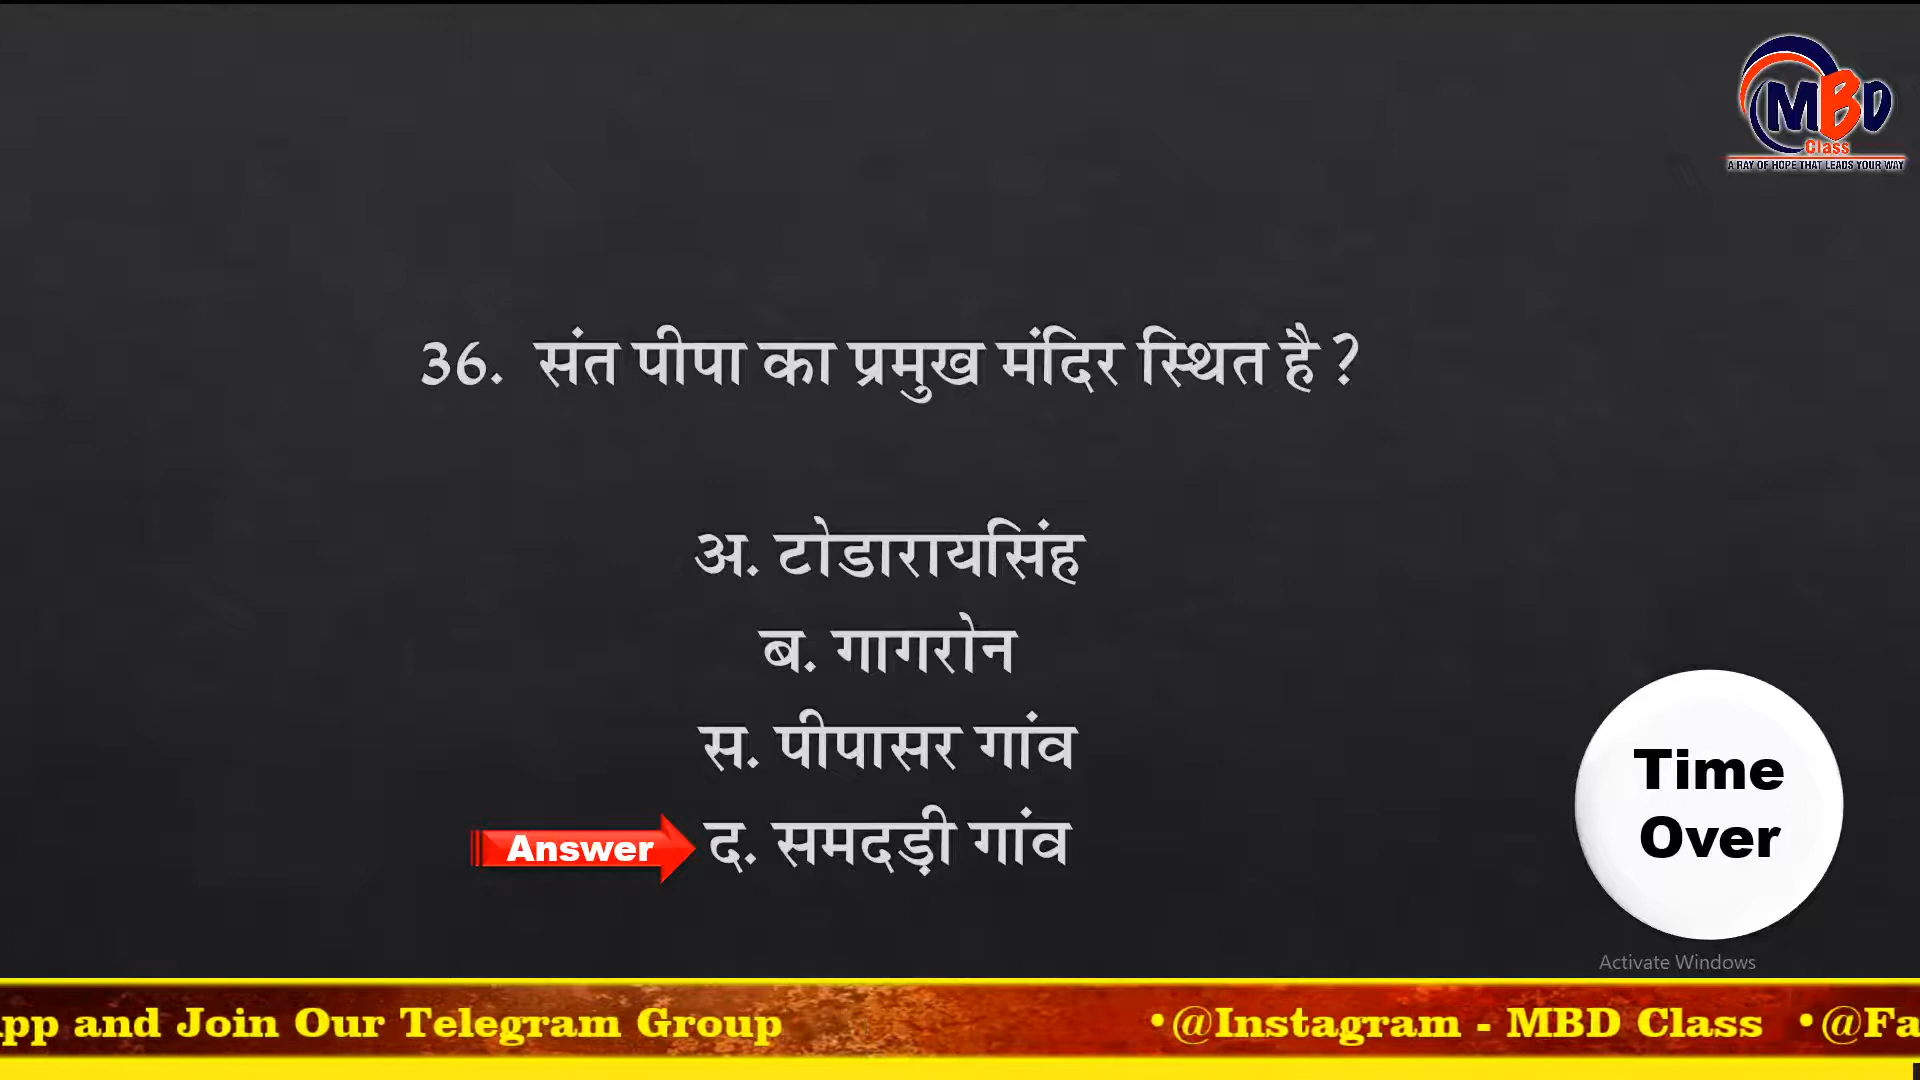 MBD
Class
A RAY OF HOPE THAT LEADS YOUR WAY
36. संत पीपा का प्रमुख मंदिर स्थित है ?
अ. टोडारायसिंह
ब. गागरोन
स. पीपासर गांव
Answer द. समदड़ी गांव
Time
Over
Activate Windows
pp and Join Our Telegram Group •@Instagram - MBD Class •@Fa